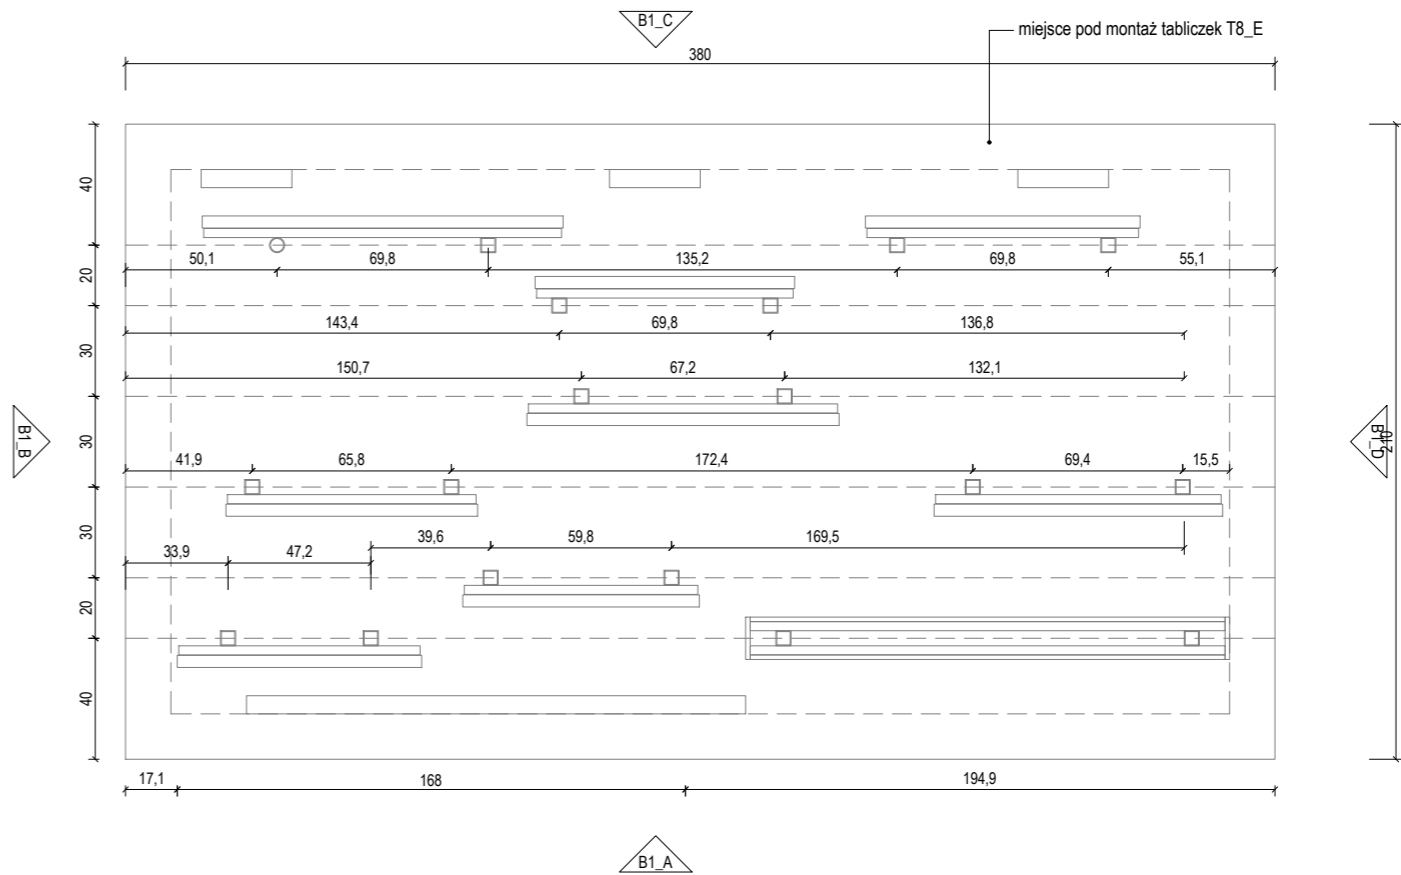 B1_C
miejsce pod montaż tabliczek T8_E
380
40
50,1 69,8 135,2 69,8 55,1
20
143,4 69,8 136,8
30
150,7 67,2 132,1
B1_B
30
B1_D
210
41,9 65,8 172,4 69,4 15,5
30
39,6 59,8 169,5
33,9 47,2
20
40
17,1 168 194,9
B1_A